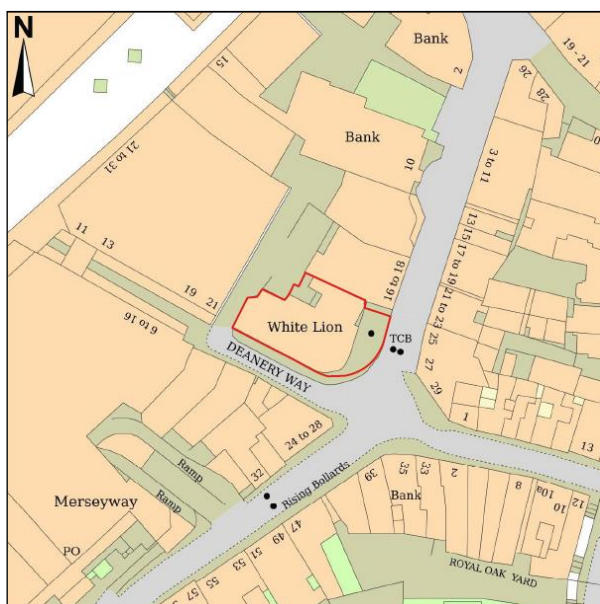 N
Bank
2
19 - 21
26
28
15
3 to 11
Bank
10
21 to 31
13
15
17 to 19
21 to 23
25
27
29
11
13
16 to 18
19
21
White Lion
TCB
6 to 16
DEANERY WAY
24 to 28
1
13
Ramp
32
Ramp
Rising Bollards
39
35
33
2
Bank
8
10a
10
12
Merseyway
PO
47
49
51
53
55
57
ROYAL OAK YARD